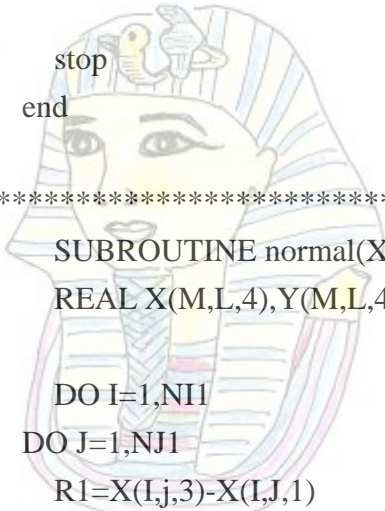 stop
end
********************************
SUBROUTINE normal(X
REAL X(M,L,4),Y(M,L,4
DO I=1,NI1
DO J=1,NJ1
R1=X(I,j,3)-X(I,J,1)